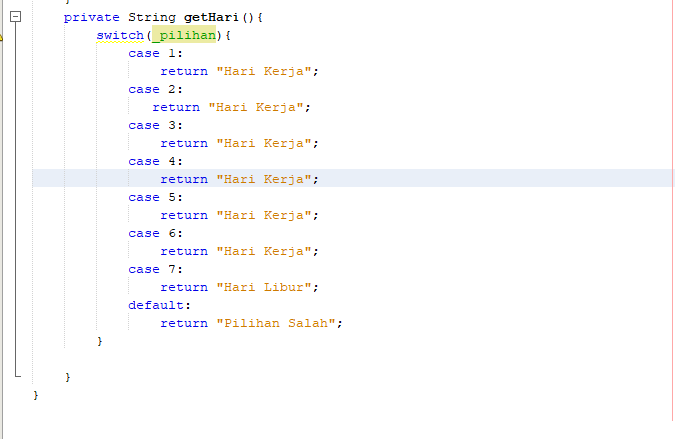 }
private String getHari(){
switch(_pilihan){
case 1:
return "Hari Kerja";
case 2:
return "Hari Kerja";
case 3:
return "Hari Kerja";
case 4:
return "Hari Kerja";
case 5:
return "Hari Kerja";
case 6:
return "Hari Kerja";
case 7:
return "Hari Libur";
default:
return "Pilihan Salah";
}
}
}